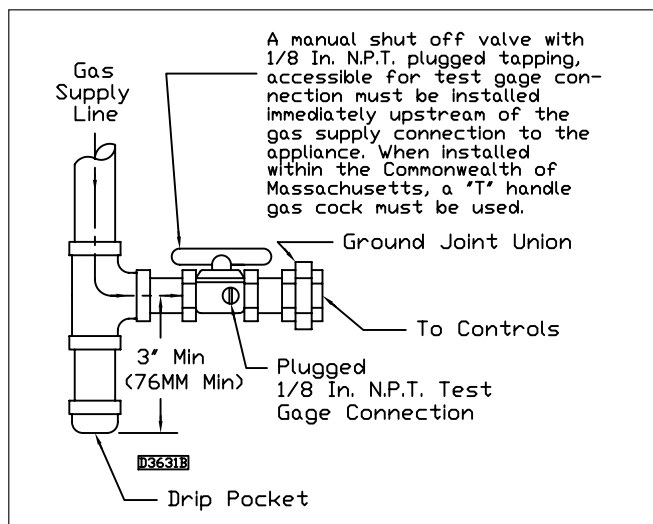 Gas
Supply
Line
A manual shut off valve with
1/8 In. N.P.T. plugged tapping,
accessible for test gage con-
nection must be installed
immediately upstream of the
gas supply connection to the
appliance. When installed
within the Commonwealth of
Massachusetts, a "T" handle
gas cock must be used.
Ground Joint Union
To Controls
3" Min
(76MM Min)
Plugged
1/8 In. N.P.T. Test
Gage Connection
D3631B
Drip Pocket